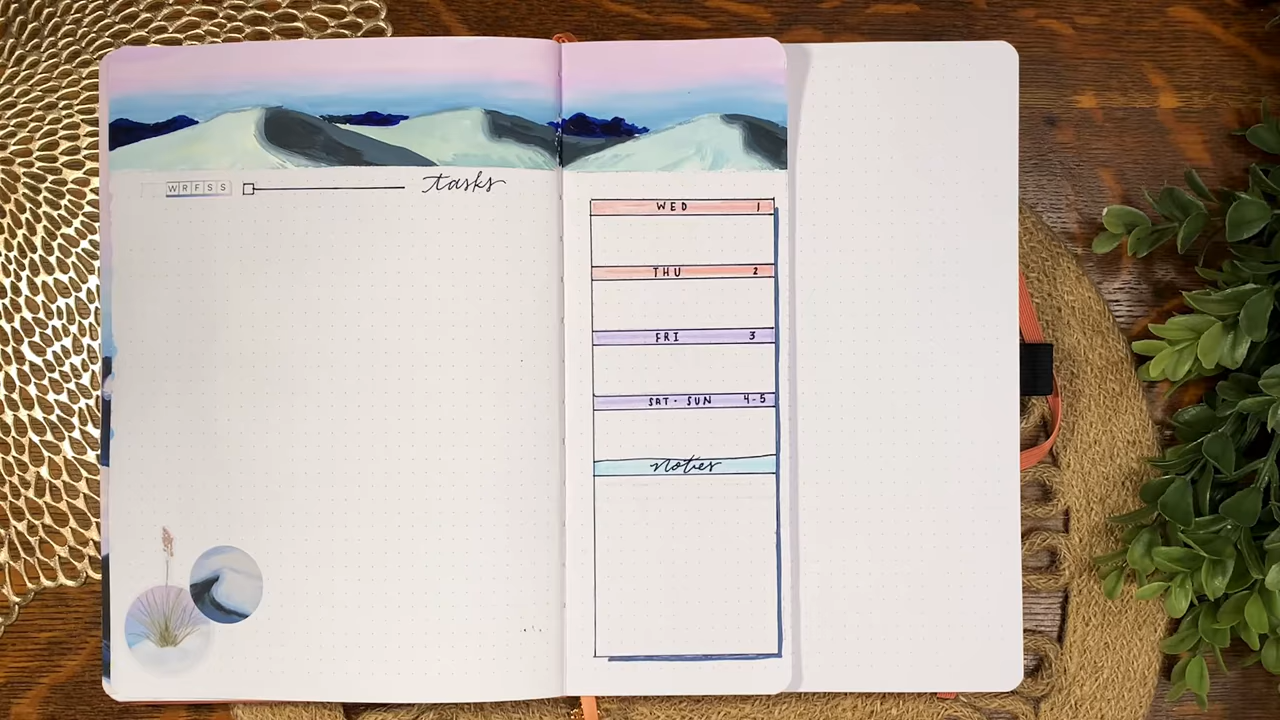 W R F S S
tasks
WED 1
THU 2
FRI 3
SAT - SUN 4-5
notes